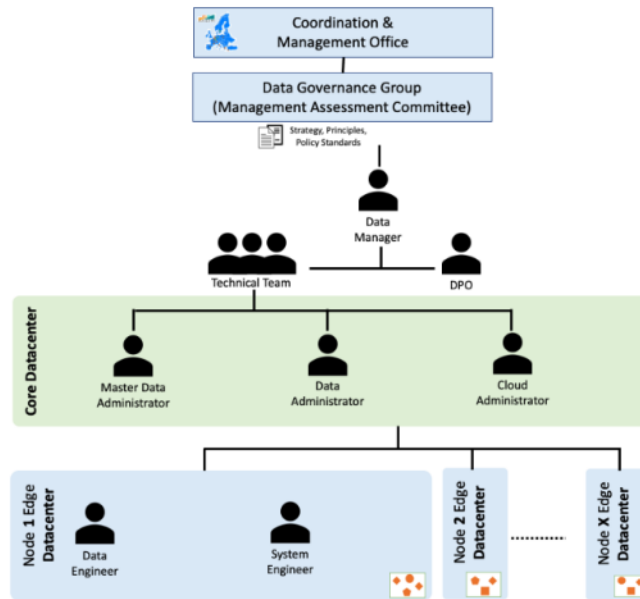 Coordination &
Management Office
Data Governance Group
(Management Assessment Committee)
Strategy, Principles,
Policy Standards
Data
Manager
Technical Team
DPO
Core Datacenter
Master Data
Administrator
Data
Administrator
Cloud
Administrator
Node 1 Edge
Datacenter
Data
Engineer
System
Engineer
Node 2 Edge
Datacenter
Node X Edge
Datacenter